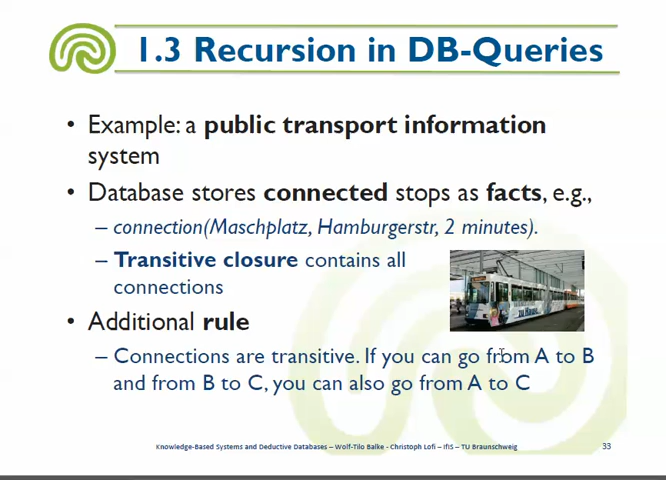 1.3 Recursion in DB-Queries
• Example: a public transport information
system
• Database stores connected stops as facts, e.g.,
– connection(Maschplatz, Hamburgerstr, 2 minutes).
– Transitive closure contains all
connections
• Additional rule
– Connections are transitive. If you can go from A to B
and from B to C, you can also go from A to C
Knowledge-Based Systems and Deductive Databases – Wolf-Tilo Balke - Christoph Lofi – IfIS – TU Braunschweig
33